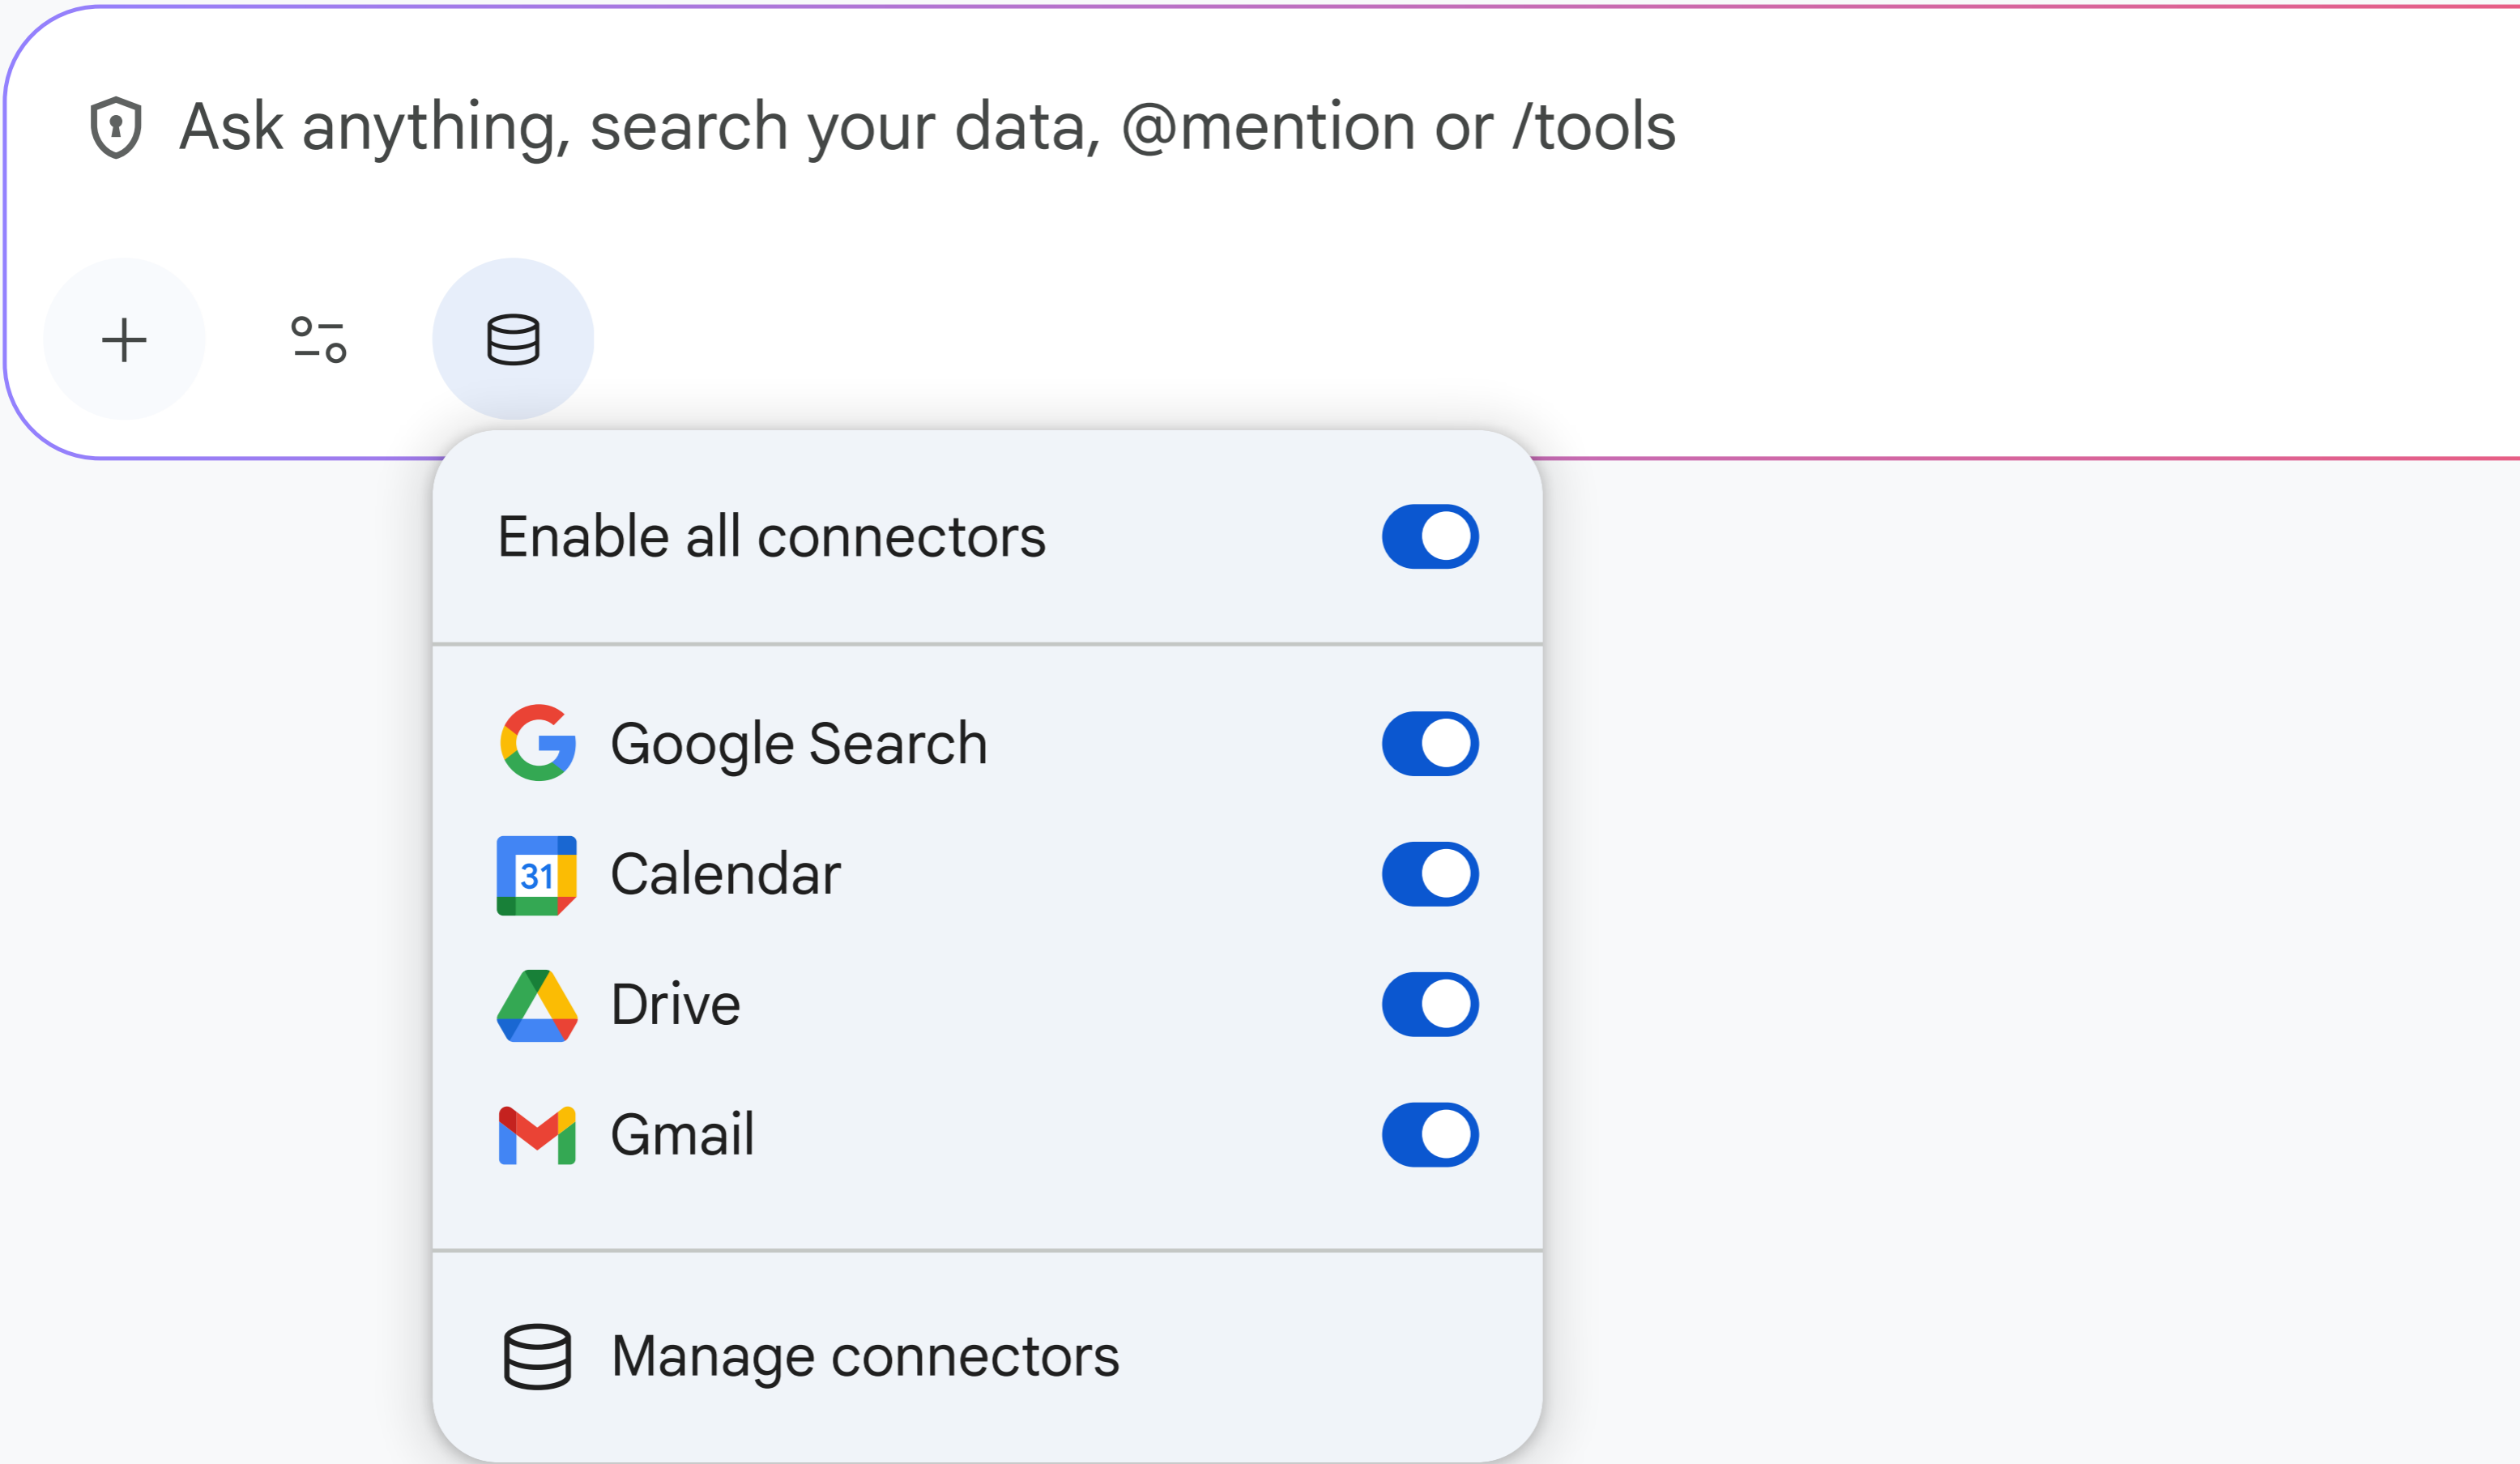 Ask anything, search your data, @mention or /tools
Enable all connectors
Google Search
31 Calendar
Drive
Gmail
Manage connectors